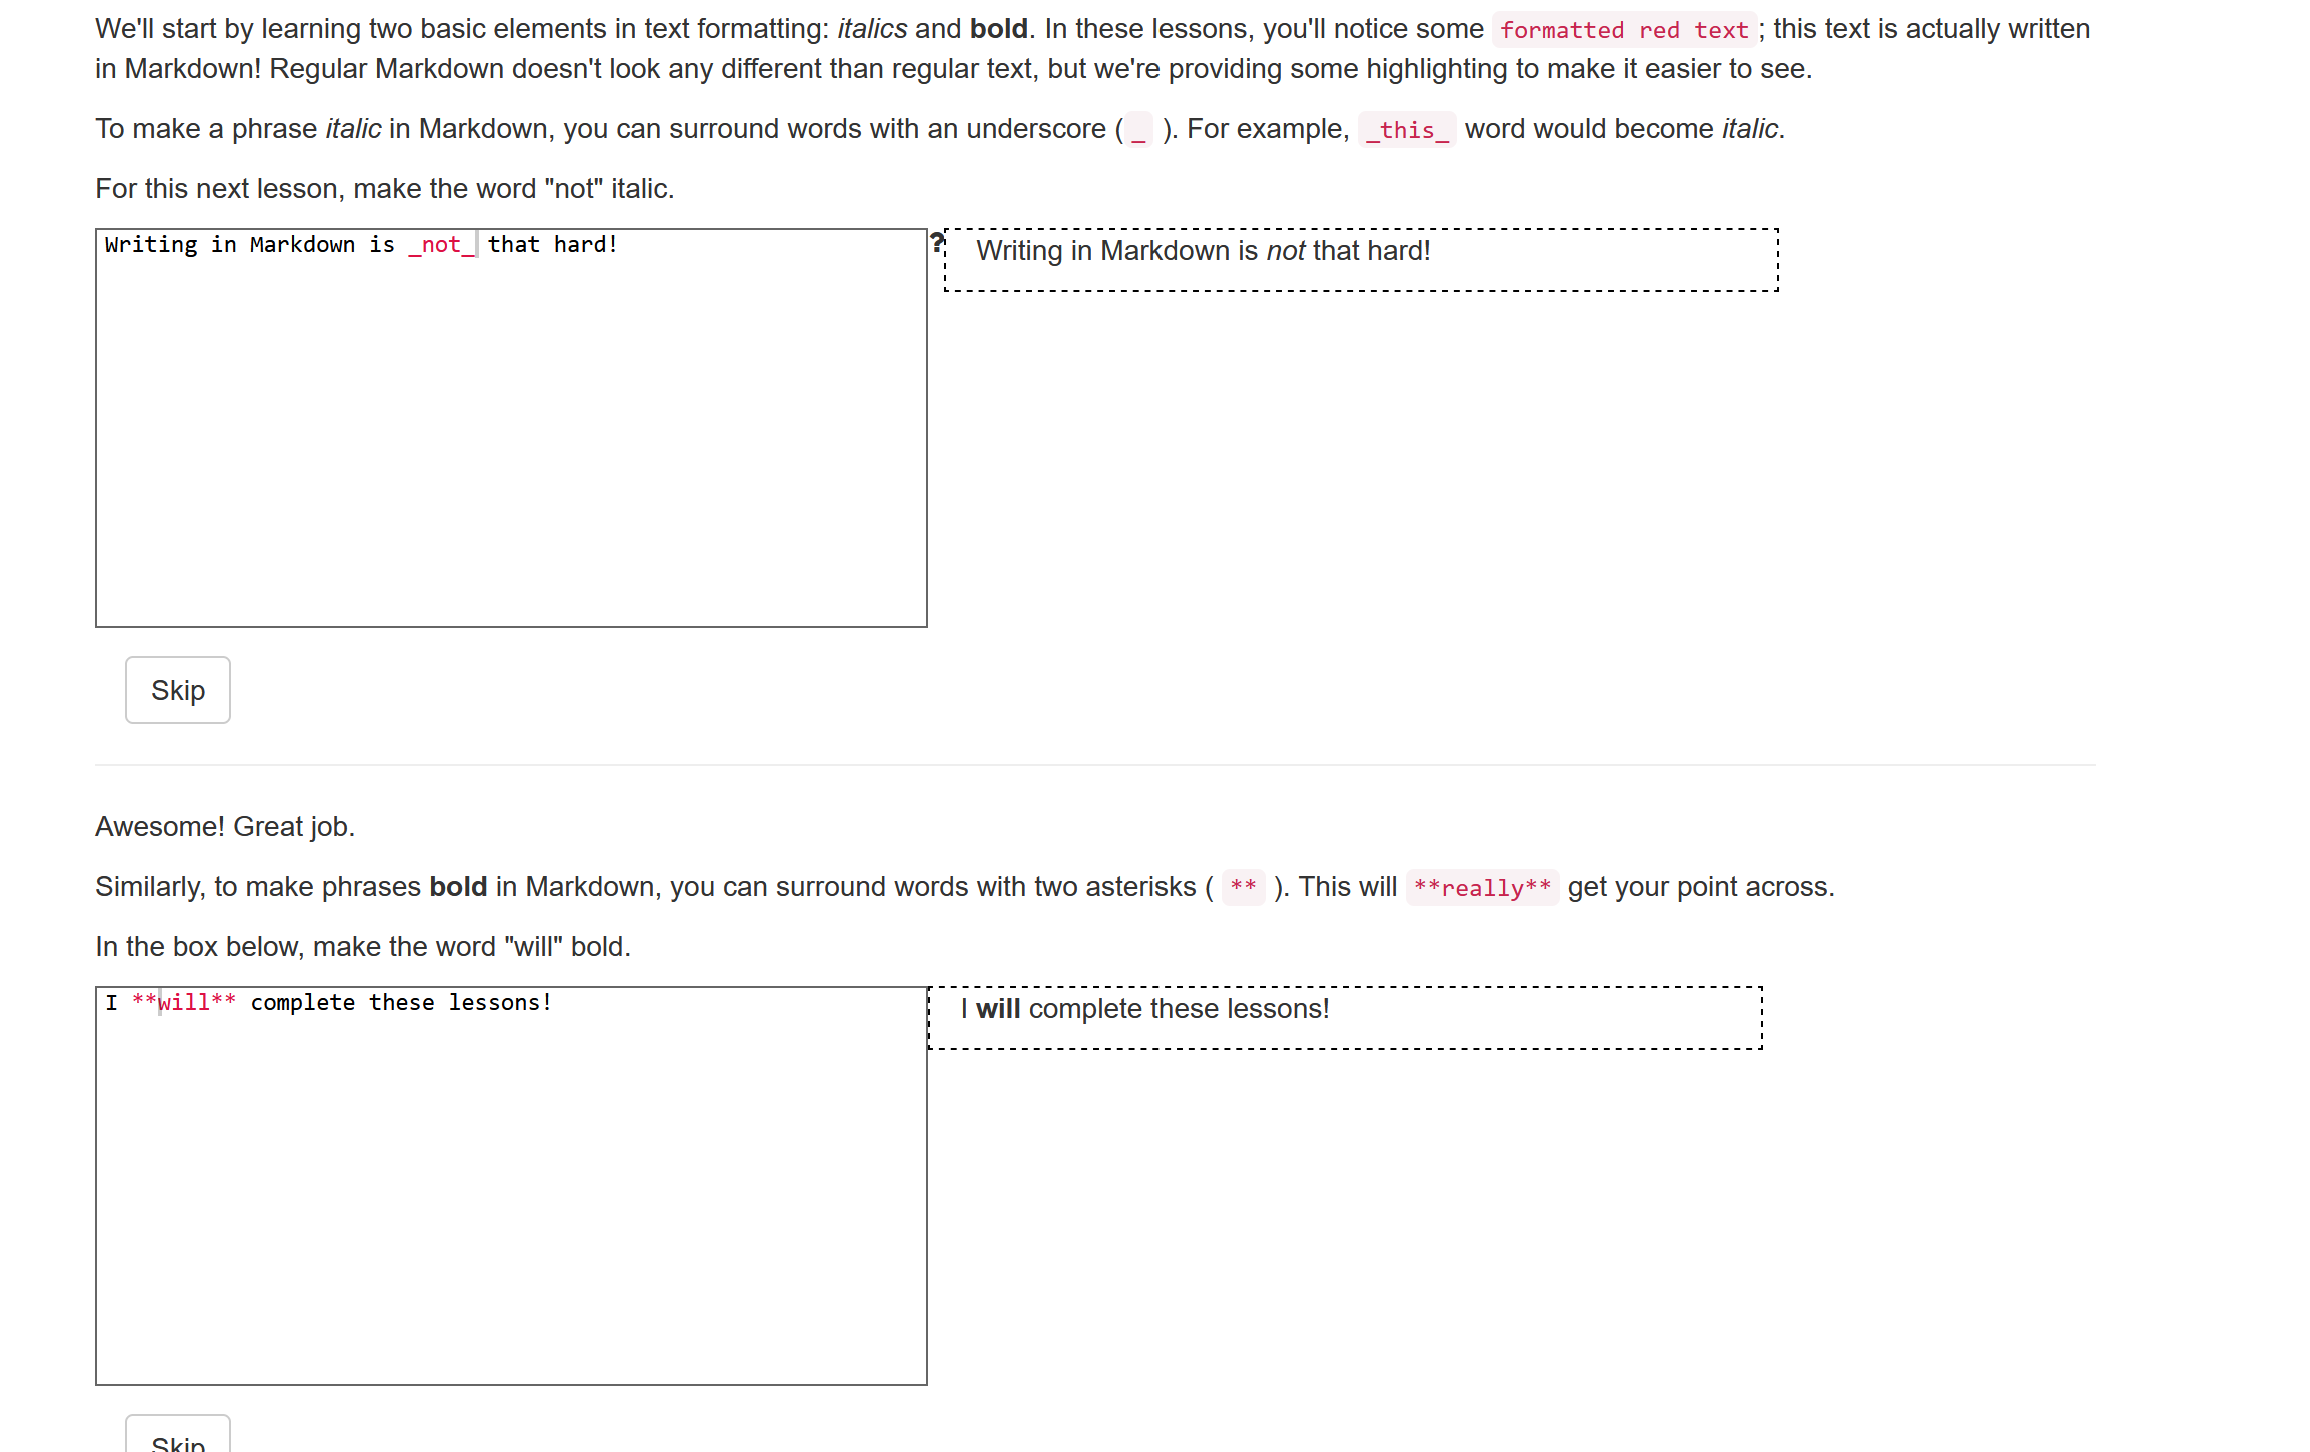 We'll start by learning two basic elements in text formatting: italics and bold. In these lessons, you'll notice some formatted red text; this text is actually written
in Markdown! Regular Markdown doesn't look any different than regular text, but we're providing some highlighting to make it easier to see.
To make a phrase italic in Markdown, you can surround words with an underscore ( _ ). For example, _this_ word would become italic.
For this next lesson, make the word "not" italic.
Writing in Markdown is _not_ that hard!
?
Writing in Markdown is not that hard!
Skip
Awesome! Great job.
Similarly, to make phrases bold in Markdown, you can surround words with two asterisks ( ** ). This will **really** get your point across.
In the box below, make the word "will" bold.
I **will** complete these lessons!
I will complete these lessons!
Skip